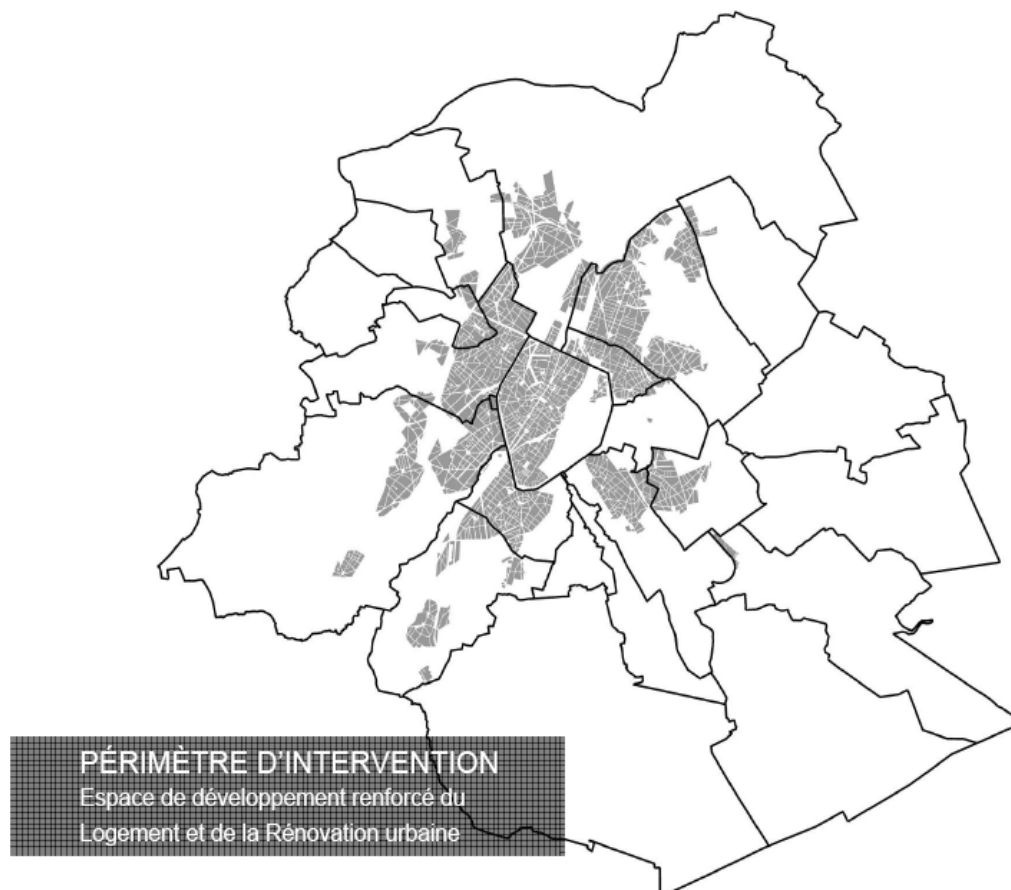 PÉRIMÈTRE D'INTERVENTION
Espace de développement renforcé du
Logement et de la Rénovation urbaine